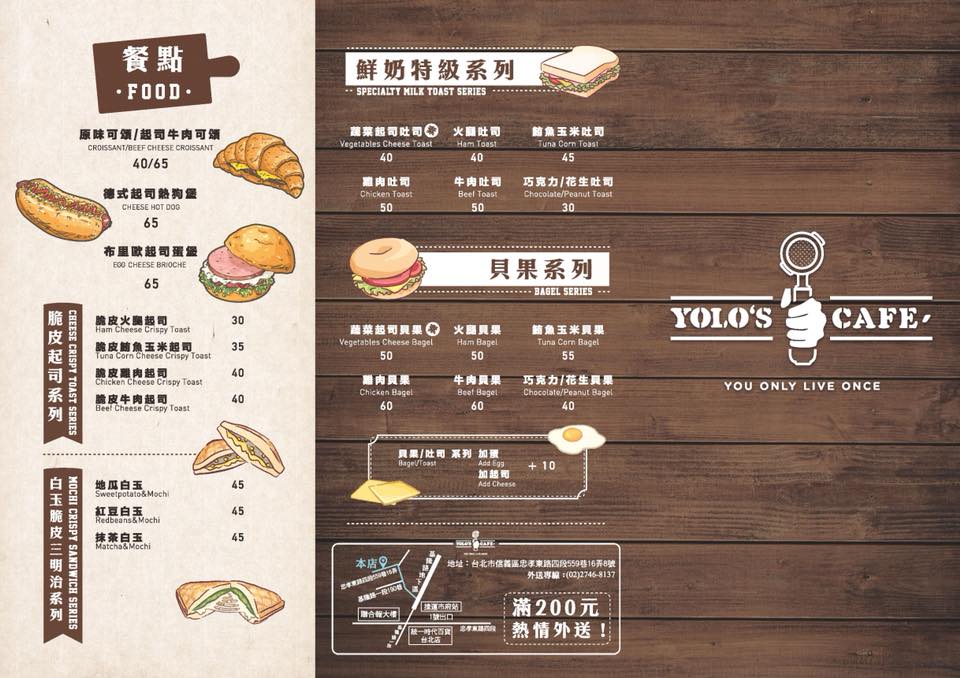 餐點
·FOOD·
原味可頌/起司牛肉可頌
CROISSANT/BEEF CHEESE CROISSANT
40/65
德式起司熱狗堡
CHEESE HOT DOG
65
布里歐起司蛋堡
EGG CHEESE BRIOCHE
65
脆皮起司系列
CHEESE CRISPY TOAST SERIES
脆皮火腿起司 30
Ham Cheese Crispy Toast
脆皮鮪魚玉米起司 35
Tuna Corn Cheese Crispy Toast
脆皮雞肉起司 40
Chicken Cheese Crispy Toast
脆皮牛肉起司 40
Beef Cheese Crispy Toast
白玉脆皮三明治系列
MOCHI CRISPY SANDWICH SERIES
地瓜白玉 45
Sweetpotato&Mochi
紅豆白玉 45
Redbeans&Mochi
抹茶白玉 45
Matcha&Mochi
鮮奶特級系列
SPECIALTY MILK TOAST SERIES
蔬菜起司吐司 火腿吐司 鮪魚玉米吐司
Vegetables Cheese Toast Ham Toast Tuna Corn Toast
40 40 45
雞肉吐司 牛肉吐司 巧克力/花生吐司
Chicken Toast Beef Toast Chocolate/Peanut Toast
50 50 30
貝果系列
BAGEL SERIES
蔬菜起司貝果 火腿貝果 鮪魚玉米貝果
Vegetables Cheese Bagel Ham Bagel Tuna Corn Bagel
50 50 55
雞肉貝果 牛肉貝果 巧克力/花生貝果
Chicken Bagel Beef Bagel Chocolate/Peanut Bagel
60 60 40
貝果/吐司 系列 加蛋
Bagel/Toast Add Egg
+10
加起司
Add Cheese
YOLO'S CAFE
本店
忠孝東路四段559巷16弄
基隆路一段190巷
基隆路地下道
聯合報大樓
捷運市府站
1號出口
統一時代百貨
台北店
忠孝東路四段
基隆路
地址：台北市信義區忠孝東路四段559巷16弄8號
外送專線：(02)2746-8137
滿200元
熱情外送！
YOLO'S CAFE
YOU ONLY LIVE ONCE